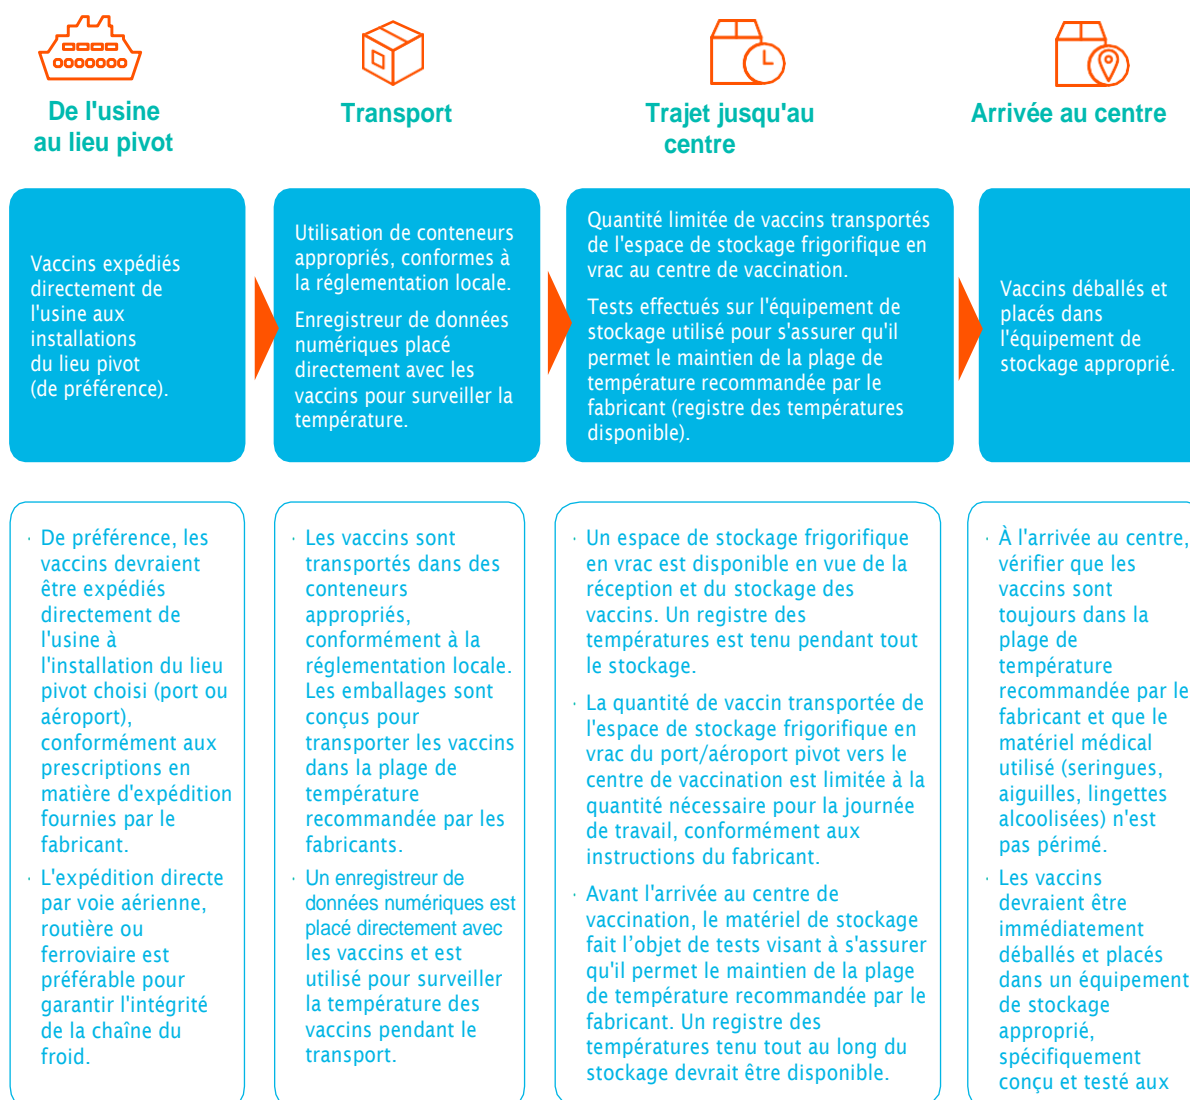 De l'usine
au lieu pivot
Transport
Trajet jusqu'au
centre
Arrivée au centre
Vaccins expédiés
directement de
l'usine aux
installations
du lieu pivot
(de préférence).
Utilisation de conteneurs
appropriés, conformes à
la réglementation locale.
Enregistreur de données
numériques placé
directement avec les
vaccins pour surveiller la
température.
Quantité limitée de vaccins transportés
de l'espace de stockage frigorifique en
vrac au centre de vaccination.
Tests effectués sur l'équipement de
stockage utilisé pour s'assurer qu'il
permet le maintien de la plage de
température recommandée par le
fabricant (registre des températures
disponible).
Vaccins déballés et
placés dans
l'équipement de
stockage approprié.
· De préférence, les
vaccins devraient
être expédiés
directement de
l'usine à
l'installation du lieu
pivot choisi (port ou
aéroport),
conformément aux
prescriptions en
matière d'expédition
fournies par le
fabricant.
· L'expédition directe
par voie aérienne,
routière ou
ferroviaire est
préférable pour
garantir l'intégrité
de la chaîne du
froid.
· Les vaccins sont
transportés dans des
conteneurs
appropriés,
conformément à la
réglementation locale.
Les emballages sont
conçus pour
transporter les vaccins
dans la plage de
température
recommandée par les
fabricants.
· Un enregistreur de
données numériques est
placé directement avec
les vaccins et est
utilisé pour surveiller
la température des
vaccins pendant le
transport.
· Un espace de stockage frigorifique
en vrac est disponible en vue de la
réception et du stockage des
vaccins. Un registre des
températures est tenu pendant tout
le stockage.
· La quantité de vaccin transportée de
l'espace de stockage frigorifique en
vrac du port/aéroport pivot vers le
centre de vaccination est limitée à la
quantité nécessaire pour la journée
de travail, conformément aux
instructions du fabricant.
· Avant l'arrivée au centre de
vaccination, le matériel de stockage
fait l’objet de tests visant à s'assurer
qu'il permet le maintien de la plage
de température recommandée par le
fabricant. Un registre des
températures tenu tout au long du
stockage devrait être disponible.
· À l'arrivée au centre,
vérifier que les
vaccins sont
toujours dans la
plage de
température
recommandée par le
fabricant et que le
matériel médical
utilisé (seringues,
aiguilles, lingettes
alcoolisées) n'est
pas périmé.
· Les vaccins
devraient être
immédiatement
déballés et placés
dans un équipement
de stockage
approprié,
spécifiquement
conçu et testé aux